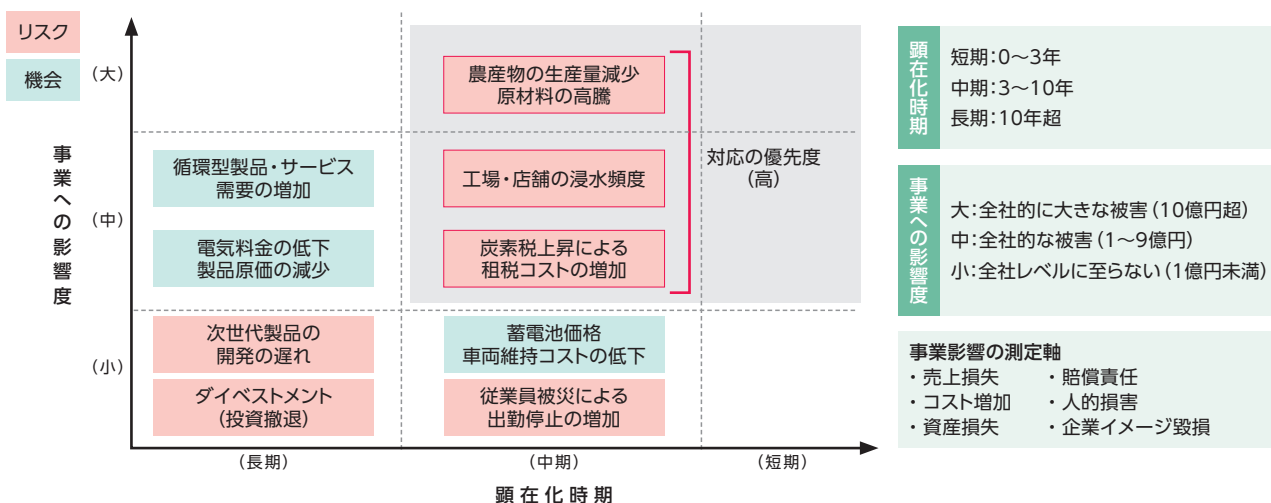 リスク
機会
事業への影響度
(大)
(中)
(小)
農産物の生産量減少
原材料の高騰
循環型製品・サービス
需要の増加
工場・店舗の浸水頻度
対応の優先度
(高)
電気料金の低下
製品原価の減少
炭素税上昇による
租税コストの増加
次世代製品の
開発の遅れ
蓄電池価格
車両維持コストの低下
ダイベストメント
(投資撤退)
従業員被災による
出勤停止の増加
(長期)
(中期)
(短期)
顕在化時期
顕在化時期
短期:0〜3年
中期:3〜10年
長期:10年超
事業への影響度
大:全社的に大きな被害(10億円超)
中:全社的な被害(1〜9億円)
小:全社レベルに至らない(1億円未満)
事業影響の測定軸
・売上損失 ・賠償責任
・コスト増加 ・人的損害
・資産損失 ・企業イメージ毀損